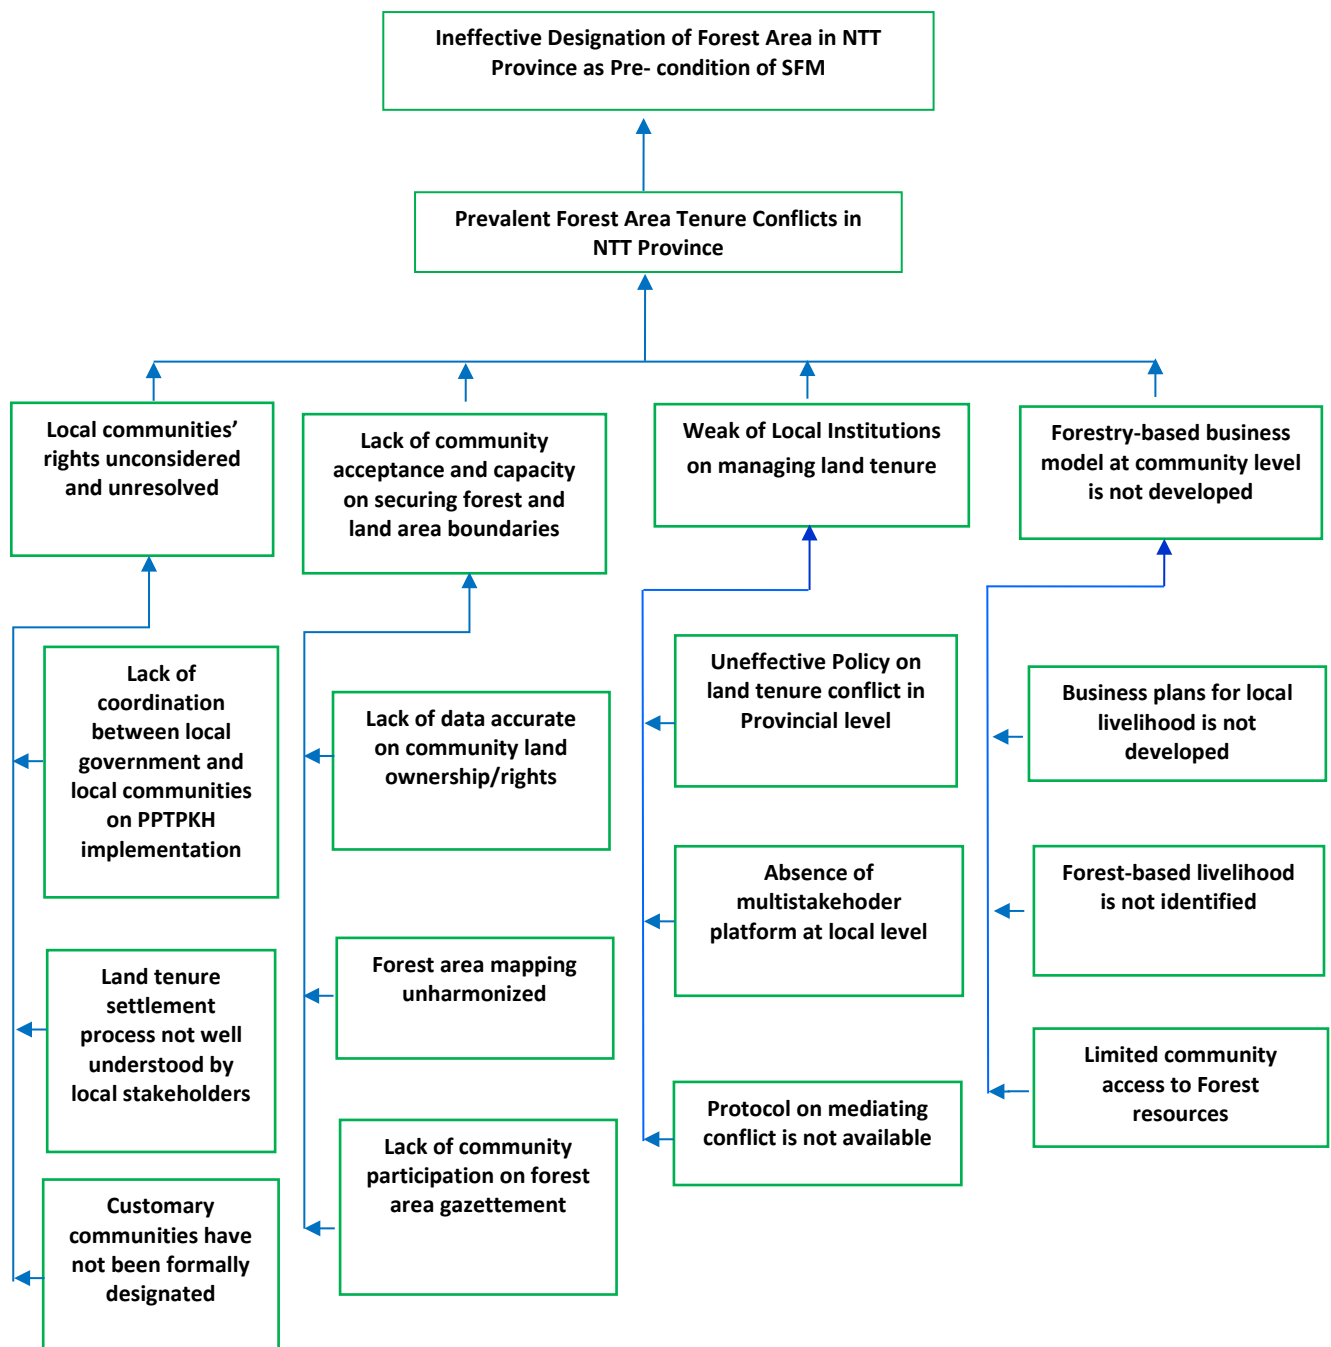 Ineffective Designation of Forest Area in NTT
Province as Pre- condition of SFM
Prevalent Forest Area Tenure Conflicts in
NTT Province
Local communities’
rights unconsidered
and unresolved
Lack of community
acceptance and capacity
on securing forest and
land area boundaries
Weak of Local Institutions
on managing land tenure
Forestry-based business
model at community level
is not developed
Lack of
coordination
between local
government and
local communities
on PPTPKH
implementation
Land tenure
settlement
process not well
understood by
local stakeholders
Customary
communities have
not been formally
designated
Lack of data accurate
on community land
ownership/rights
Forest area mapping
unharmonized
Lack of community
participation on forest
area gazettement
Uneffective Policy on
land tenure conflict in
Provincial level
Absence of
multistakehoder
platform at local level
Protocol on mediating
conflict is not available
Business plans for local
livelihood is not
developed
Forest-based livelihood
is not identified
Limited community
access to Forest
resources